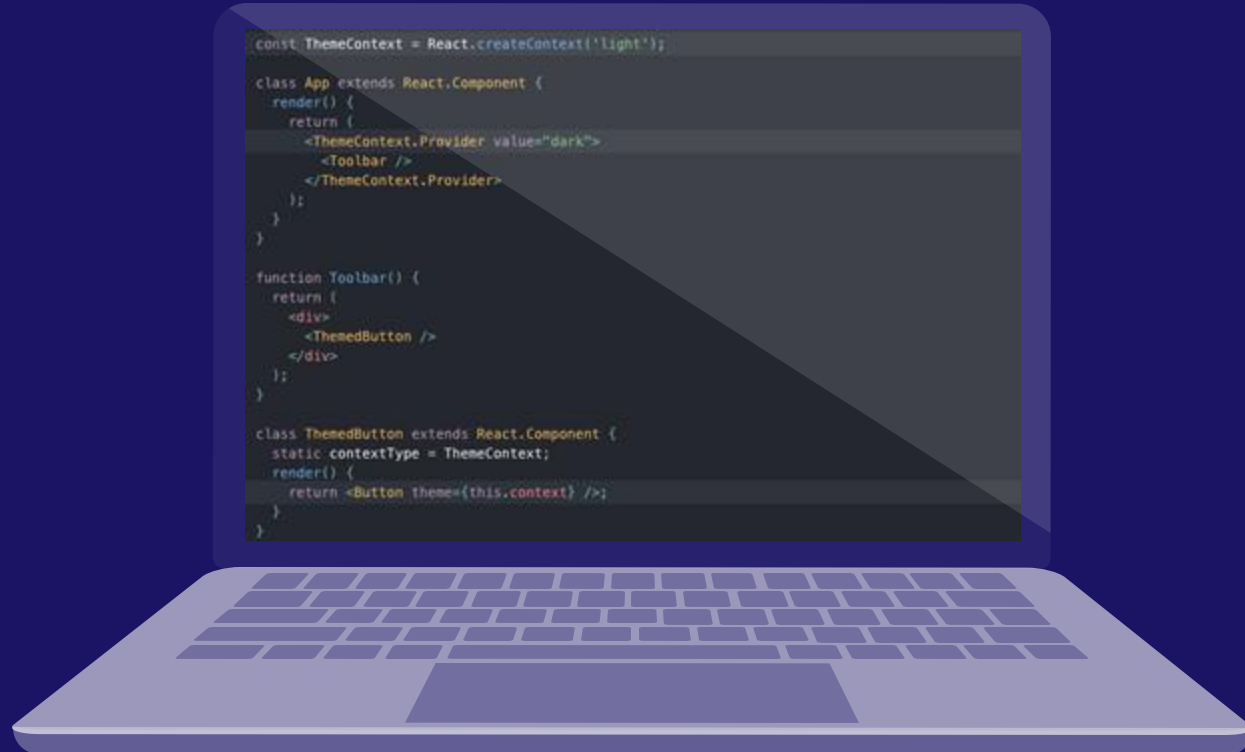 const ThemeContext = React.createContext('light');
class App extends React.Component {
render() {
return (
<ThemeContext.Provider value="dark">
<Toolbar />
</ThemeContext.Provider>
);
}
}
function Toolbar() {
return (
<div>
<ThemedButton />
</div>
);
}
class ThemedButton extends React.Component {
static contextType = ThemeContext;
render() {
return <Button theme={this.context} />;
}
}